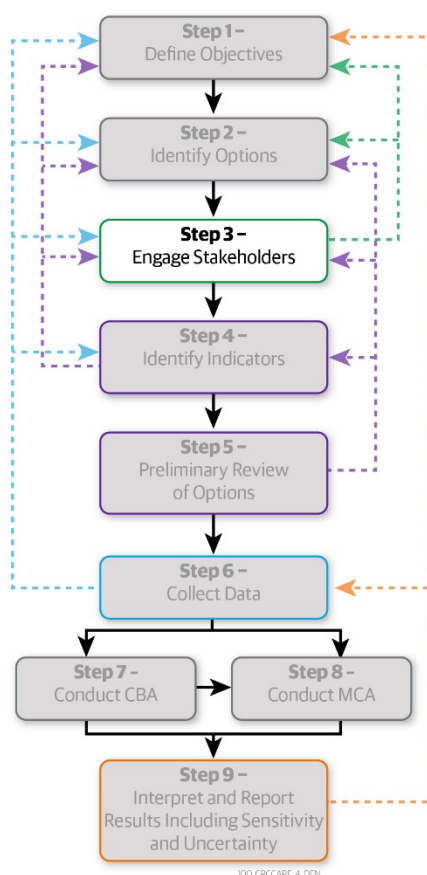 Step 1 –
Define Objectives
Step 2 –
Identify Options
Step 3 –
Engage Stakeholders
Step 4 –
Identify Indicators
Step 5 –
Preliminary Review
of Options
Step 6 –
Collect Data
Step 7 –
Conduct CBA
Step 8 –
Conduct MCA
Step 9 –
Interpret and Report
Results Including Sensitivity
and Uncertainty